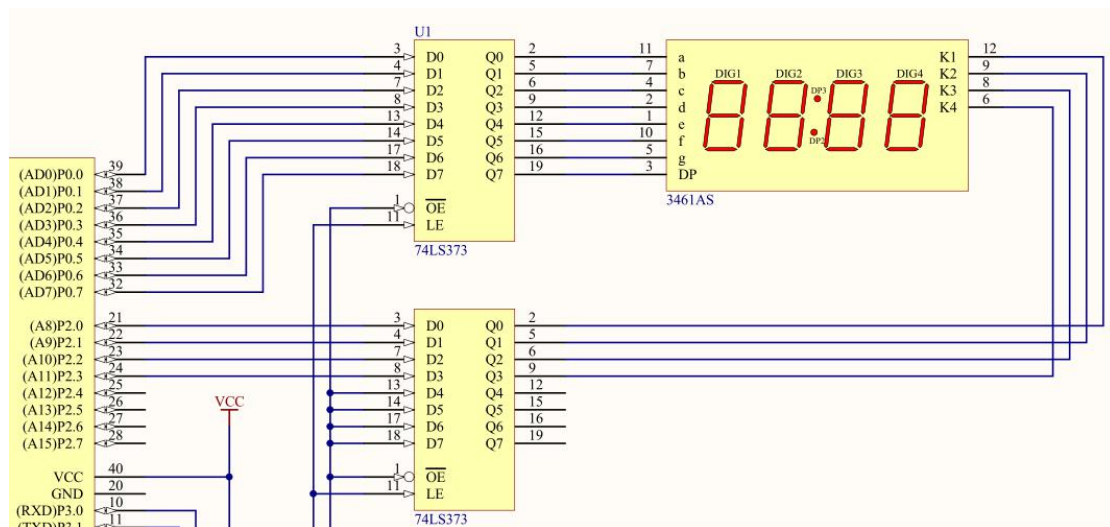 U1
3 D0 Q0 2
4 D1 Q1 5
7 D2 Q2 6
8 D3 Q3 9
13 D4 Q4 12
14 D5 Q5 15
17 D6 Q6 16
18 D7 Q7 19
1 OE
11 LE
74LS373
11 a K1 12
7 b K2 9
4 c K3 8
2 d K4 6
1 e
10 f
5 g
3 DP
DIG1 DIG2 DIG3 DIG4
DP3
DP2
3461AS
(AD0)P0.0 39
(AD1)P0.1 38
(AD2)P0.2 37
(AD3)P0.3 36
(AD4)P0.4 35
(AD5)P0.5 34
(AD6)P0.6 33
(AD7)P0.7 32
(A8)P2.0 21
(A9)P2.1 22
(A10)P2.2 23
(A11)P2.3 24
(A12)P2.4 25
(A13)P2.5 26
(A14)P2.6 27
(A15)P2.7 28
VCC
VCC 40
GND 20
(RXD)P3.0 10
(TXD)P3.1 11
3 D0 Q0 2
4 D1 Q1 5
7 D2 Q2 6
8 D3 Q3 9
13 D4 Q4 12
14 D5 Q5 15
17 D6 Q6 16
18 D7 Q7 19
1 OE
11 LE
74LS373